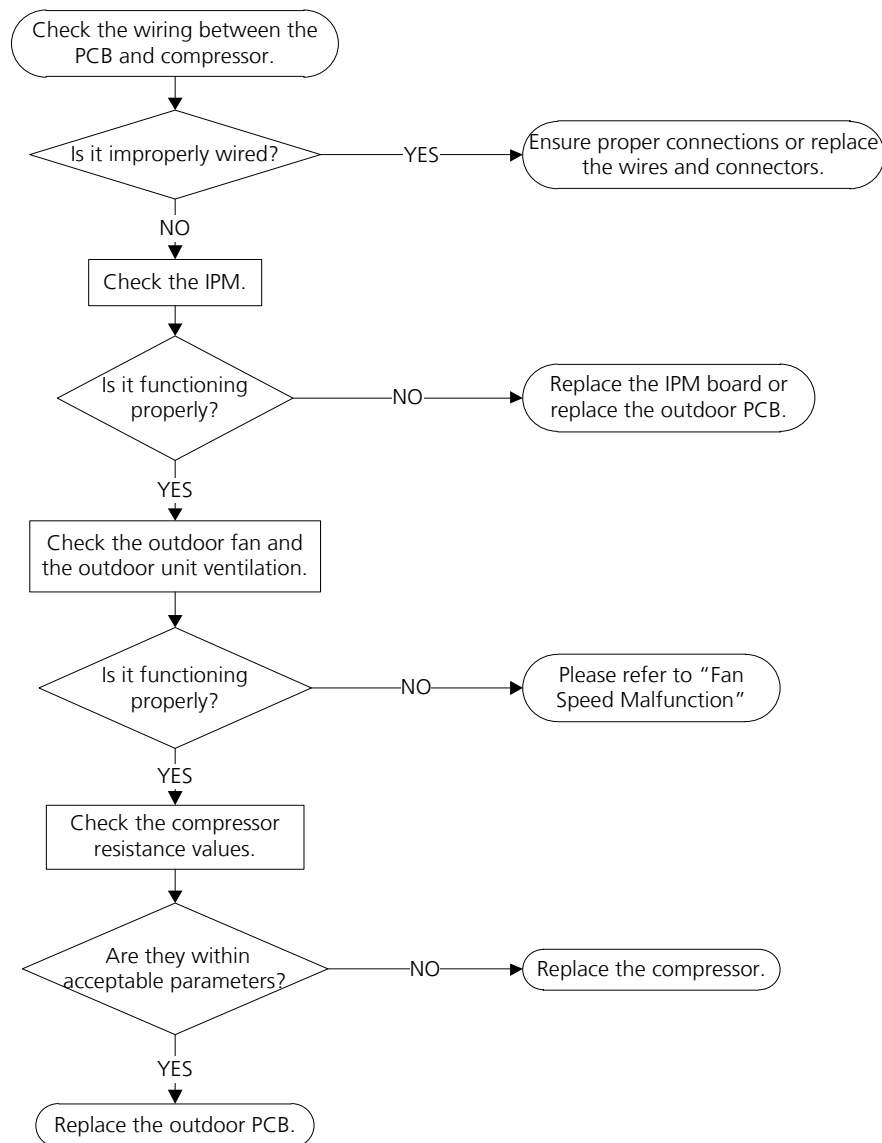 Check the wiring between the
PCB and compressor.
Is it improperly wired?
YES
Ensure proper connections or replace
the wires and connectors.
NO
Check the IPM.
Is it functioning
properly?
NO
Replace the IPM board or
replace the outdoor PCB.
YES
Check the outdoor fan and
the outdoor unit ventilation.
Is it functioning
properly?
NO
Please refer to “Fan
Speed Malfunction”
YES
Check the compressor
resistance values.
Are they within
acceptable parameters?
NO
Replace the compressor.
YES
Replace the outdoor PCB.